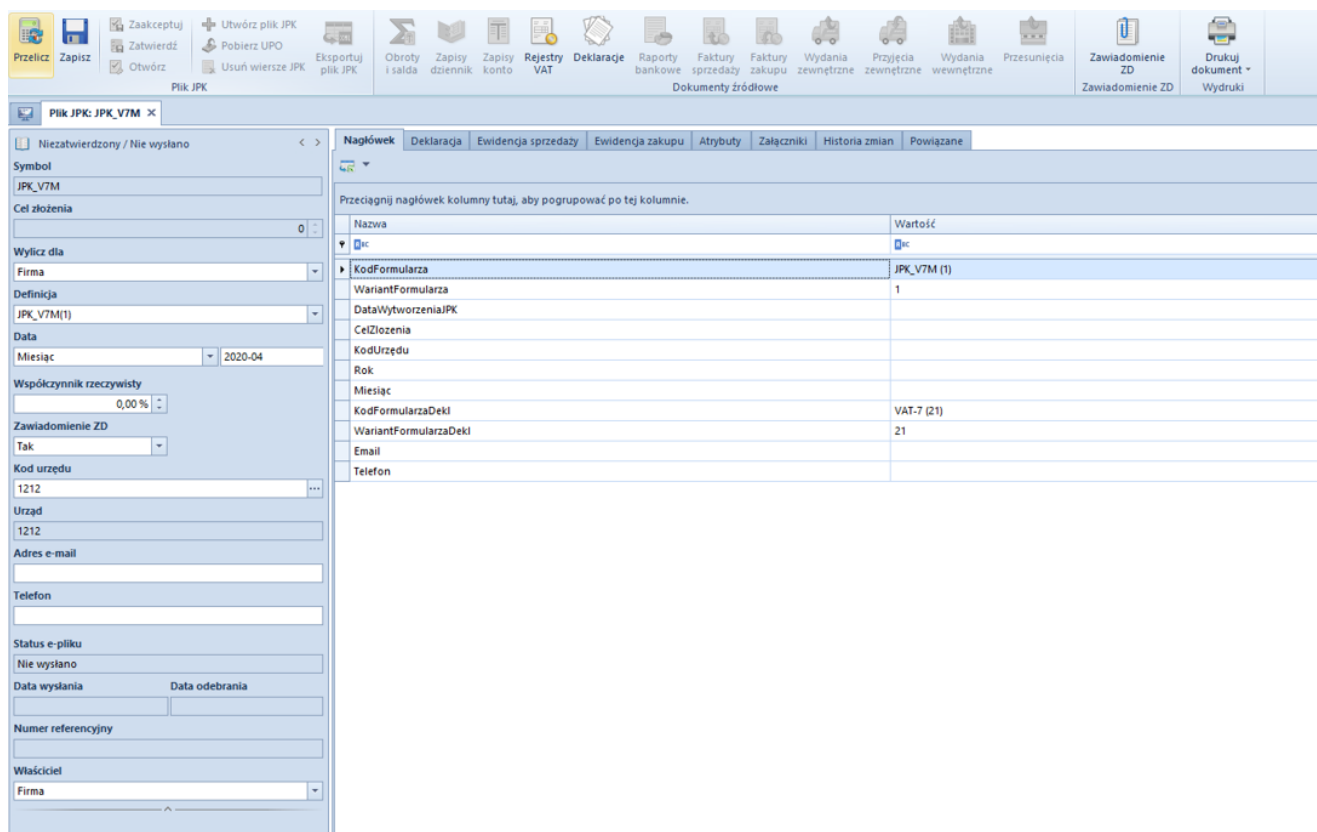 Przelicz
Zapisz
Zaakceptuj
Zatwierdź
Otwórz
Utwórz plik JPK
Pobierz UPO
Usuń wiersze JPK
Eksportuj
plik JPK
Plik JPK
Obroty
i salda
Zapisy
dziennik
Zapisy
konto
Rejestry
VAT
Deklaracje
Raporty
bankowe
Faktury
sprzedaży
Faktury
zakupu
Wydania
zewnętrzne
Przyjęcia
zewnętrzne
Wydania
wewnętrzne
Przesunięcia
Dokumenty źródłowe
Zawiadomienie
ZD
Zawiadomienie ZD
Drukuj
dokument
Wydruki
Plik JPK: JPK_V7M
Niezatwierdzony / Nie wysłano
Symbol
JPK_V7M
Cel złożenia
0
Wylicz dla
Firma
Definicja
JPK_V7M(1)
Data
Miesiąc 2020-04
Współczynnik rzeczywisty
0,00 %
Zawiadomienie ZD
Tak
Kod urzędu
1212
Urząd
1212
Adres e-mail
Telefon
Status e-pliku
Nie wysłano
Data wysłania Data odebrania
Numer referencyjny
Właściciel
Firma
Nagłówek Deklaracja Ewidencja sprzedaży Ewidencja zakupu Atrybuty Załączniki Historia zmian Powiązane
Przeciągnij nagłówek kolumny tutaj, aby pogrupować po tej kolumnie.
Nazwa Wartość
KodFormularza JPK_V7M (1)
WariantFormularza 1
DataWytworzeniaJPK
CelZlozenia
KodUrzędu
Rok
Miesiąc
KodFormularzaDekl VAT-7 (21)
WariantFormularzaDekl 21
Email
Telefon